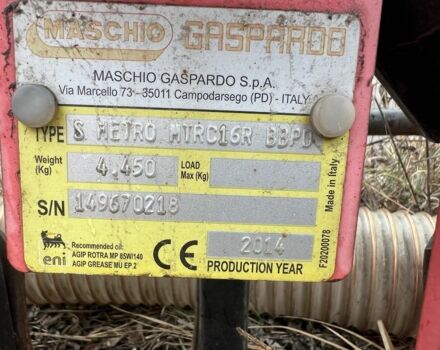 MASCHIO GASPARDO
MASCHIO GASPARDO S.p.A.
Via Marcello 73 - 35011 Campodarsego (PD) - ITALY
TYPE S METRO MTRC16R BBPO
Weight (Kg) 4,450 LOAD Max (Kg)
S/N 149670218
Made in Italy
F20200078
eni
Recommended oil:
AGIP ROTRA MP 85W/140
AGIP GREASE MU EP 2
CE
2014
PRODUCTION YEAR